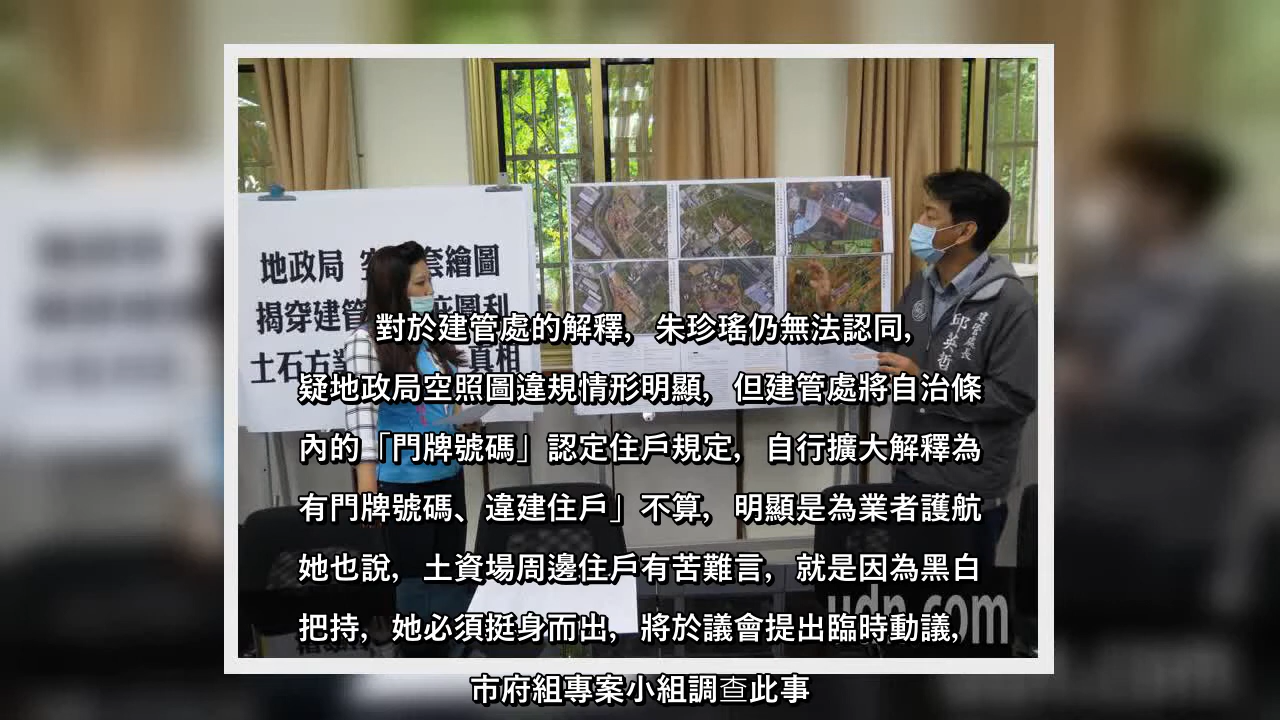 地政局
套繪圖
揭穿建管
圖利
土石方
真相
建管處長
邱英哲
對於建管處的解釋，朱珍瑤仍無法認同，
疑地政局空照圖違規情形明顯，但建管處將自治條
內的「門牌號碼」認定住戶規定，自行擴大解釋為
有門牌號碼、違建住戶」不算，明顯是為業者護航
她也說，土資場周邊住戶有苦難言，就是因為黑白
把持，她必須挺身而出，將於議會提出臨時動議，
市府組專案小組調查此事
udn.com